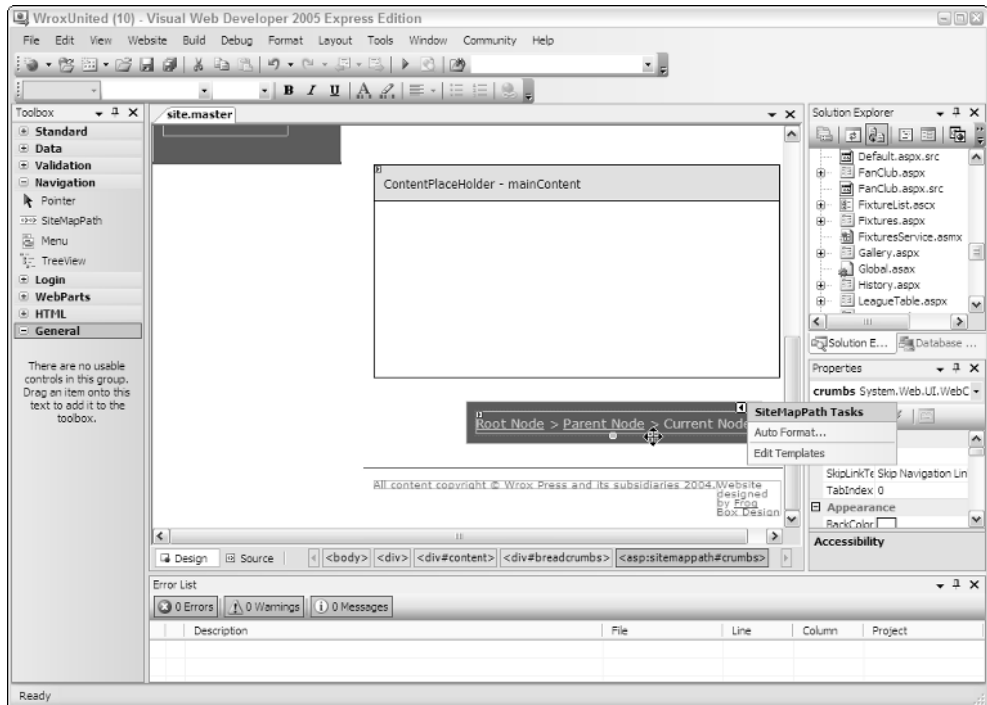 WroxUnited (10) - Visual Web Developer 2005 Express Edition
File Edit View Website Build Debug Format Layout Tools Window Community Help
B I U A
Toolbox
Standard
Data
Validation
Navigation
Pointer
SiteMapPath
Menu
TreeView
Login
WebParts
HTML
General
There are no usable
controls in this group.
Drag an item onto this
text to add it to the
toolbox.
site.master
ContentPlaceHolder - mainContent
Root Node > Parent Node > Current Node
SiteMapPath Tasks
Auto Format...
Edit Templates
All content copyright © Wrox Press and its subsidiaries 2004.
Website
designed
by Frog
Box Design
Design Source <body> <div> <div#content> <div#breadcrumbs> <asp:sitemappath#crumbs>
Solution Explorer
Default.aspx.src
FanClub.aspx
FanClub.aspx.src
FixtureList.ascx
Fixtures.aspx
FixturesService.asmx
Gallery.aspx
Global.asax
History.aspx
LeagueTable.aspx
Solution E... Database ...
Properties
crumbs System.Web.UI.WebC
SkipLinkTe Skip Navigation Lin
TabIndex 0
Appearance
BackColor
Accessibility
Error List
0 Errors 0 Warnings 0 Messages
Description File Line Column Project
Ready